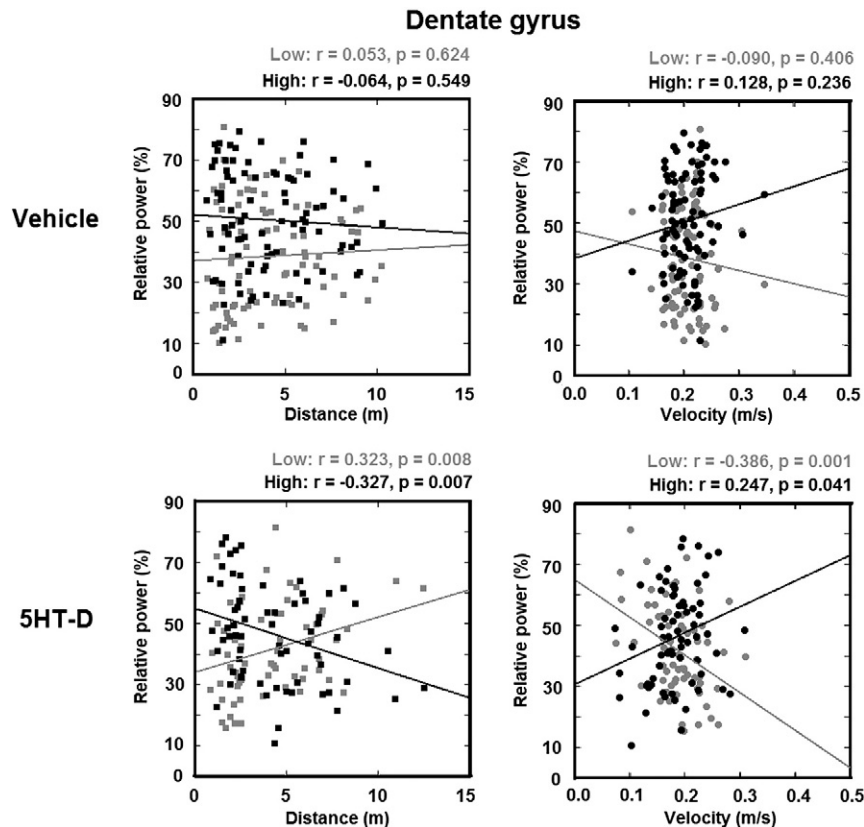 Dentate gyrus
Low: r = 0.053, p = 0.624
High: r = -0.064, p = 0.549
Low: r = -0.090, p = 0.406
High: r = 0.128, p = 0.236
Vehicle
Relative power (%)
90
70
50
30
10
0
0 5 10 15
Distance (m)
Relative power (%)
90
70
50
30
10
0
0.0 0.1 0.2 0.3 0.4 0.5
Velocity (m/s)
Low: r = 0.323, p = 0.008
High: r = -0.327, p = 0.007
Low: r = -0.386, p = 0.001
High: r = 0.247, p = 0.041
5HT-D
Relative power (%)
90
70
50
30
10
0
0 5 10 15
Distance (m)
Relative power (%)
90
70
50
30
10
0
0.0 0.1 0.2 0.3 0.4 0.5
Velocity (m/s)